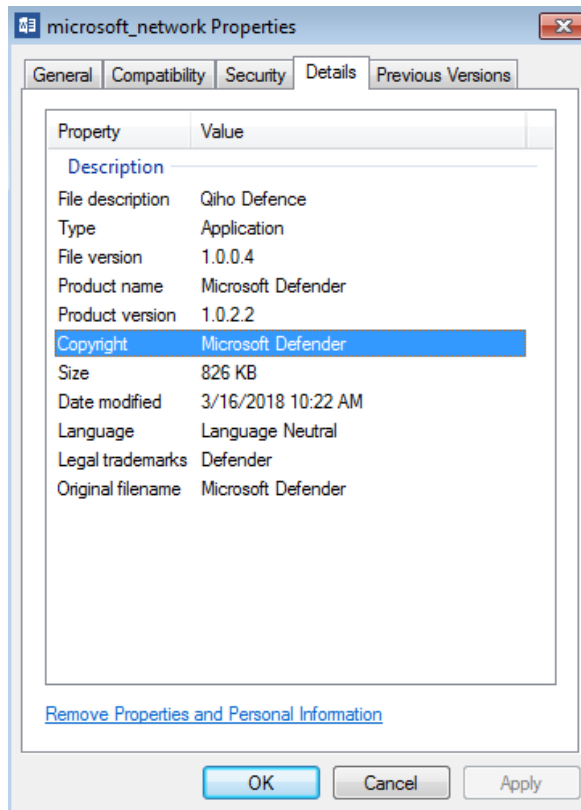 microsoft_network Properties
General Compatibility Security Details Previous Versions
Property Value
Description
File description Qiho Defence
Type Application
File version 1.0.0.4
Product name Microsoft Defender
Product version 1.0.2.2
Copyright Microsoft Defender
Size 826 KB
Date modified 3/16/2018 10:22 AM
Language Language Neutral
Legal trademarks Defender
Original filename Microsoft Defender
Remove Properties and Personal Information
OK Cancel Apply